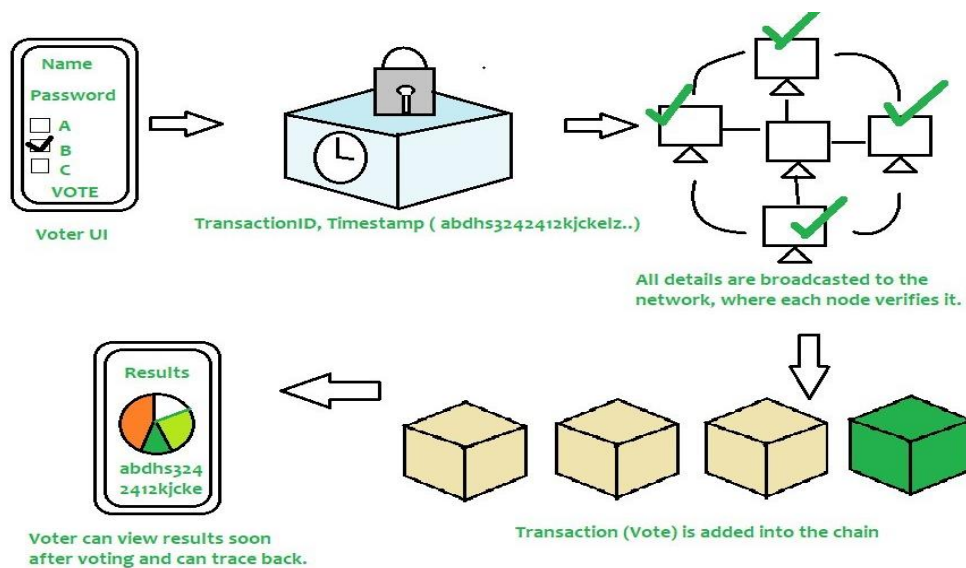 Name
Password
A
B
C
VOTE
Voter UI
TransactionID, Timestamp ( abdhs3242412kjckelz..)
All details are broadcasted to the
network, where each node verifies it.
Results
abdhs324
2412kjcke
Voter can view results soon
after voting and can trace back.
Transaction (Vote) is added into the chain